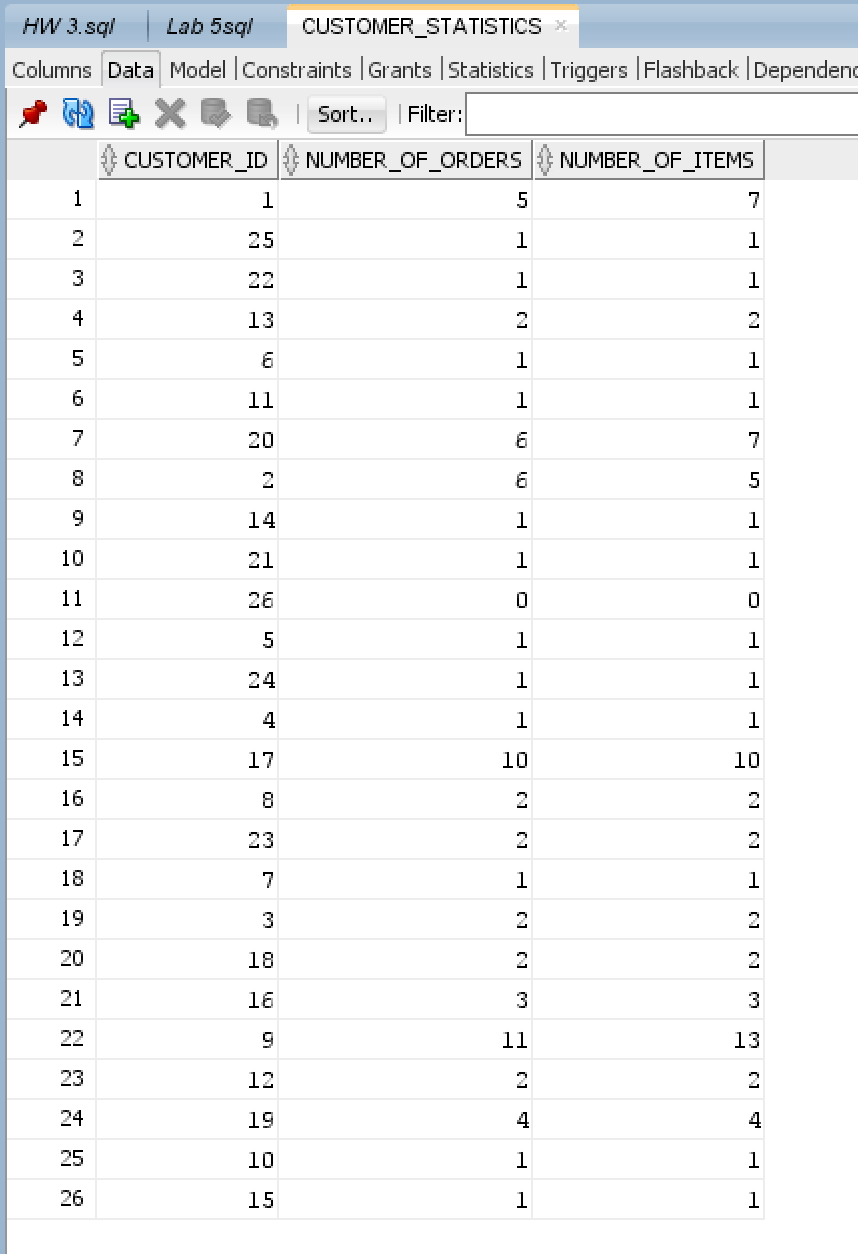 HW 3.sql Lab 5sql CUSTOMER_STATISTICS ×
Columns Data Model Constraints Grants Statistics Triggers Flashback Dependenc
Sort.. Filter:
CUSTOMER_ID NUMBER_OF_ORDERS NUMBER_OF_ITEMS
1 1 5 7
2 25 1 1
3 22 1 1
4 13 2 2
5 6 1 1
6 11 1 1
7 20 6 7
8 2 6 5
9 14 1 1
10 21 1 1
11 26 0 0
12 5 1 1
13 24 1 1
14 4 1 1
15 17 10 10
16 8 2 2
17 23 2 2
18 7 1 1
19 3 2 2
20 18 2 2
21 16 3 3
22 9 11 13
23 12 2 2
24 19 4 4
25 10 1 1
26 15 1 1